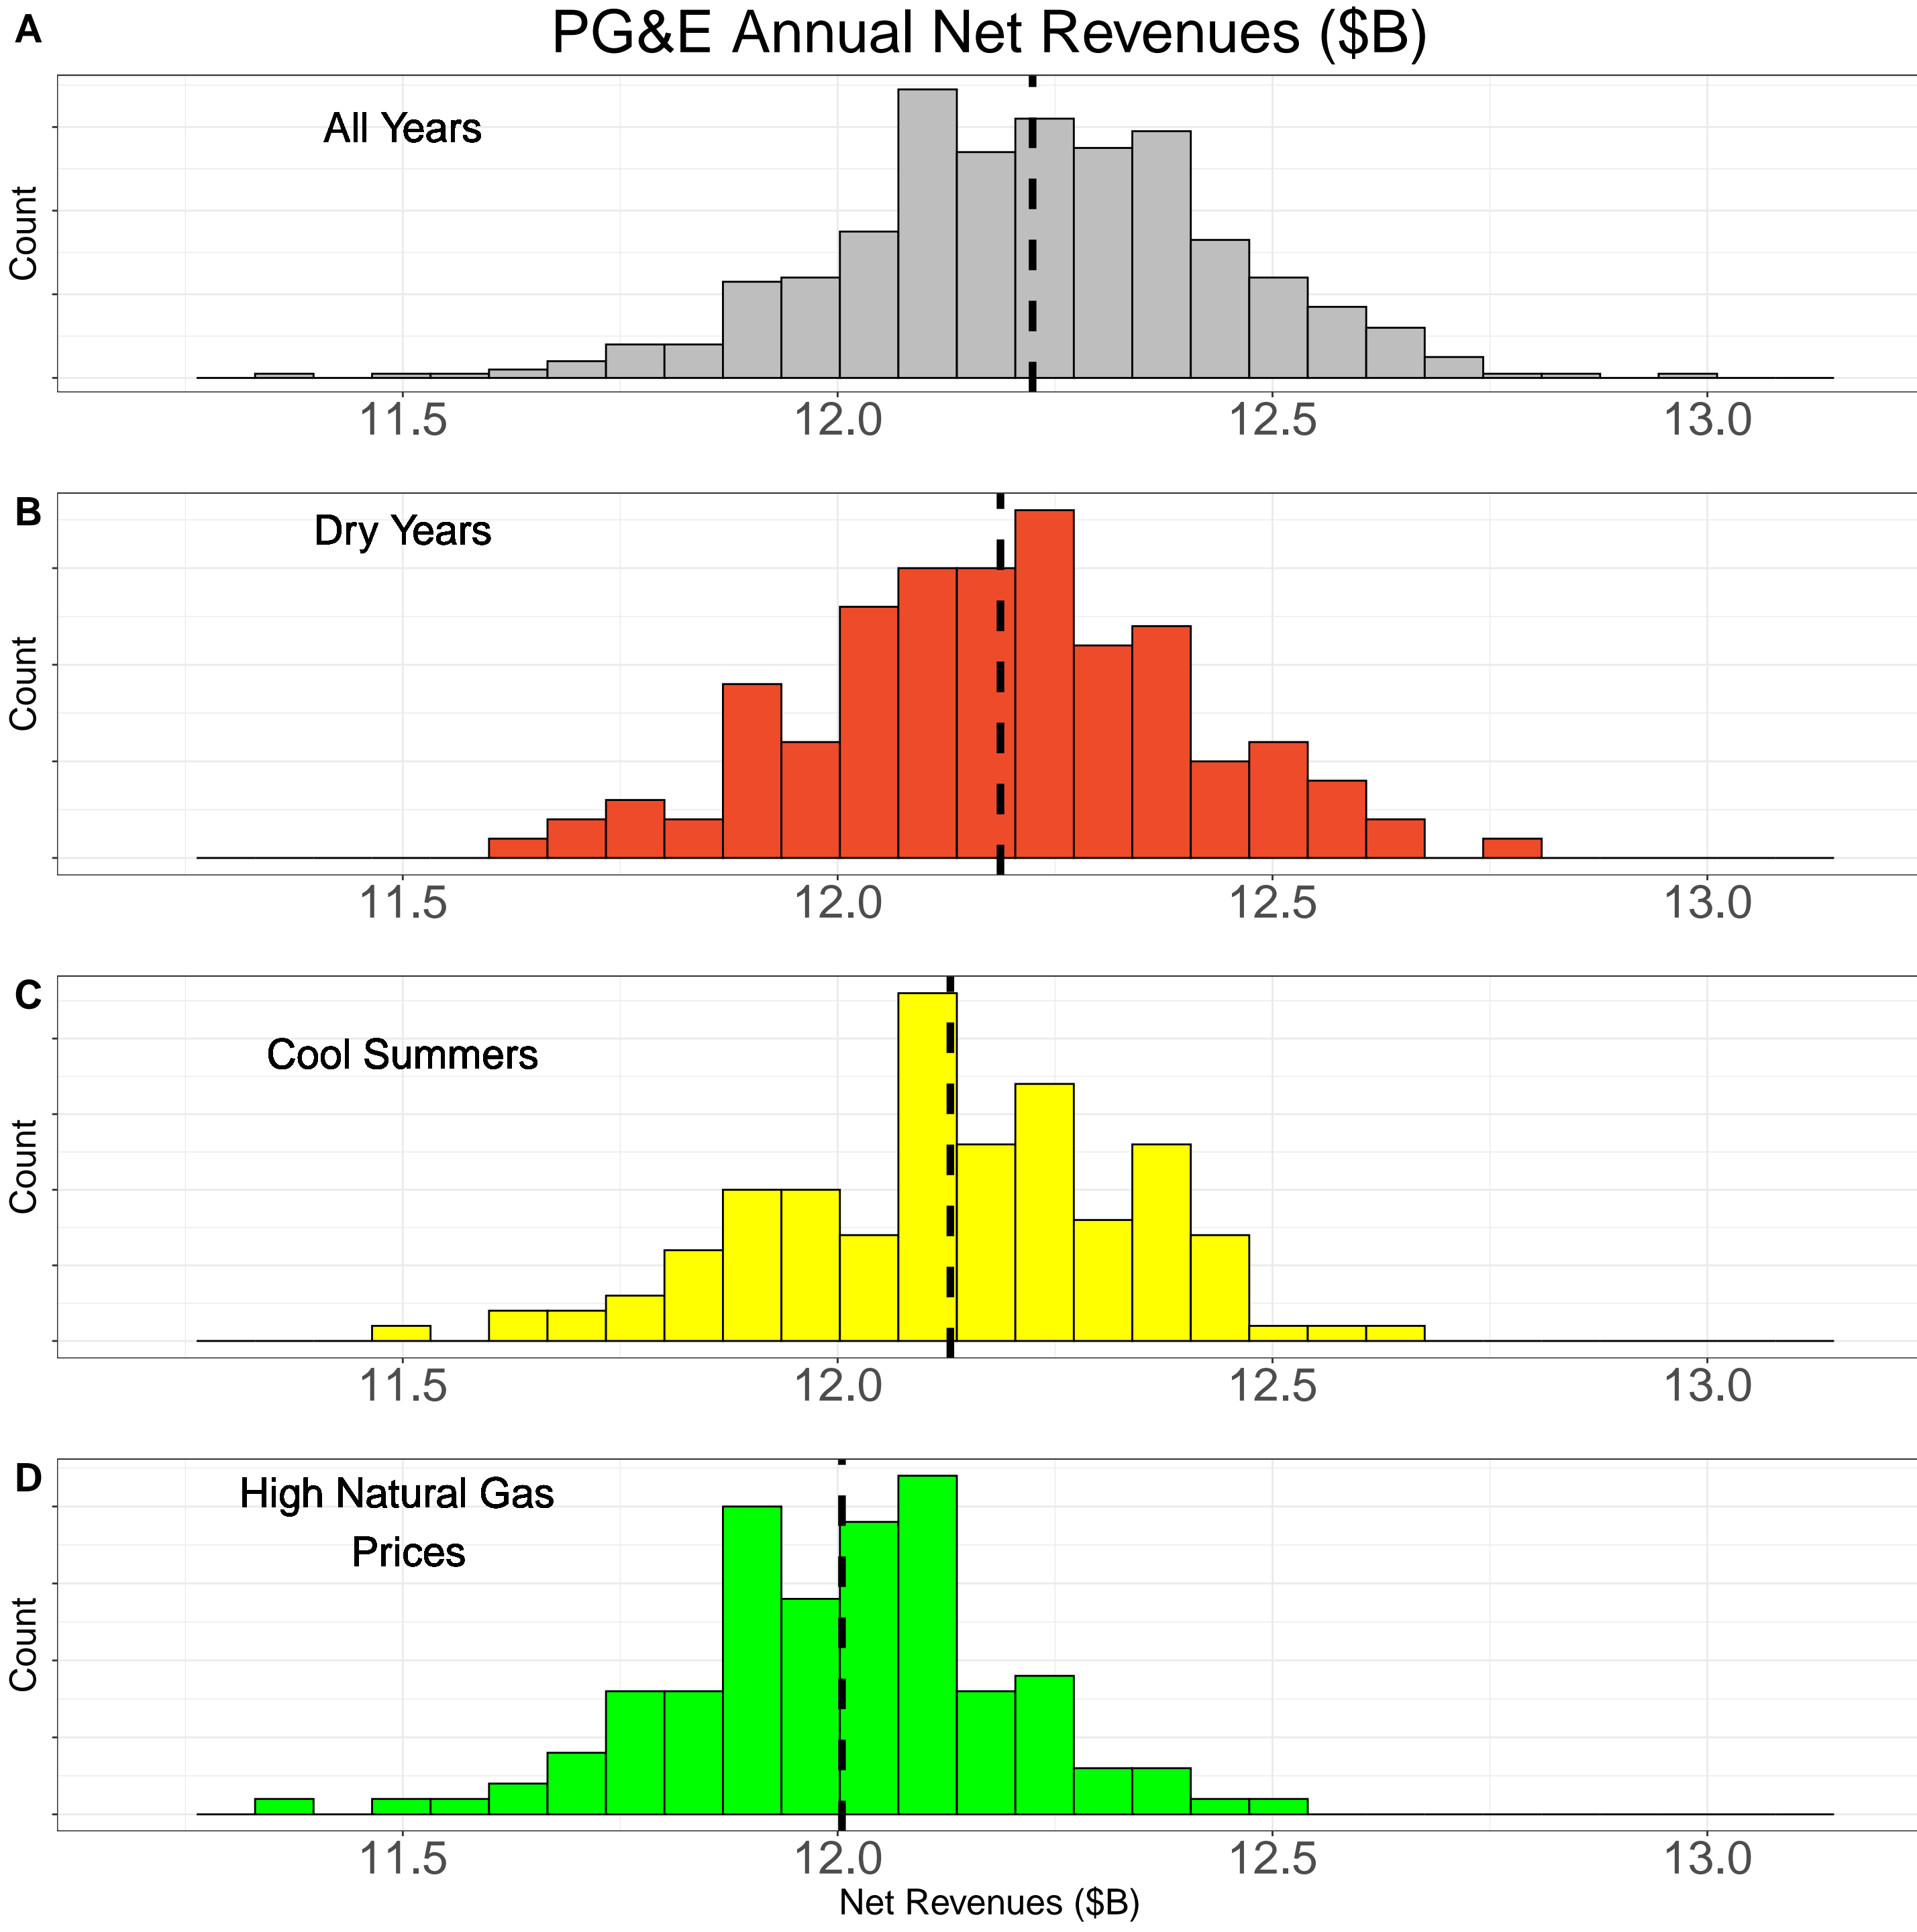 A
PG&E Annual Net Revenues ($B)
All Years
Count
11.5 12.0 12.5 13.0
B
Dry Years
Count
11.5 12.0 12.5 13.0
C
Cool Summers
Count
11.5 12.0 12.5 13.0
D
High Natural Gas
Prices
Count
11.5 12.0 12.5 13.0
Net Revenues ($B)